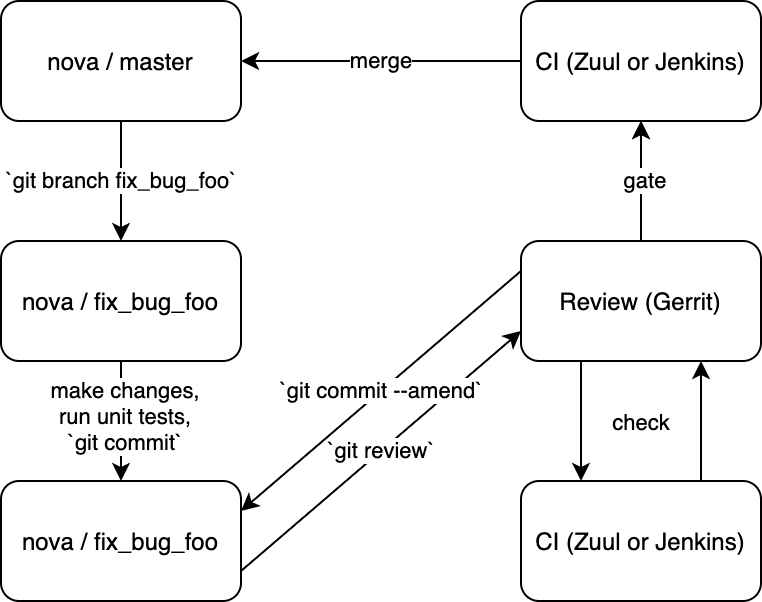 nova / master
merge
CI (Zuul or Jenkins)
`git branch fix_bug_foo`
gate
nova / fix_bug_foo
Review (Gerrit)
make changes,
run unit tests,
`git commit`
`git commit --amend`
`git review`
check
nova / fix_bug_foo
CI (Zuul or Jenkins)